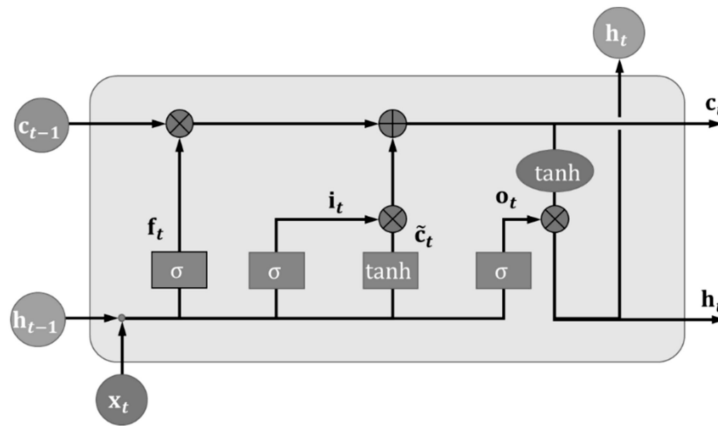 h_t
c_{t-1}
c_t
tanh
i_t
o_t
f_t
c̃_t
σ
σ
tanh
σ
h_{t-1}
h_t
x_t